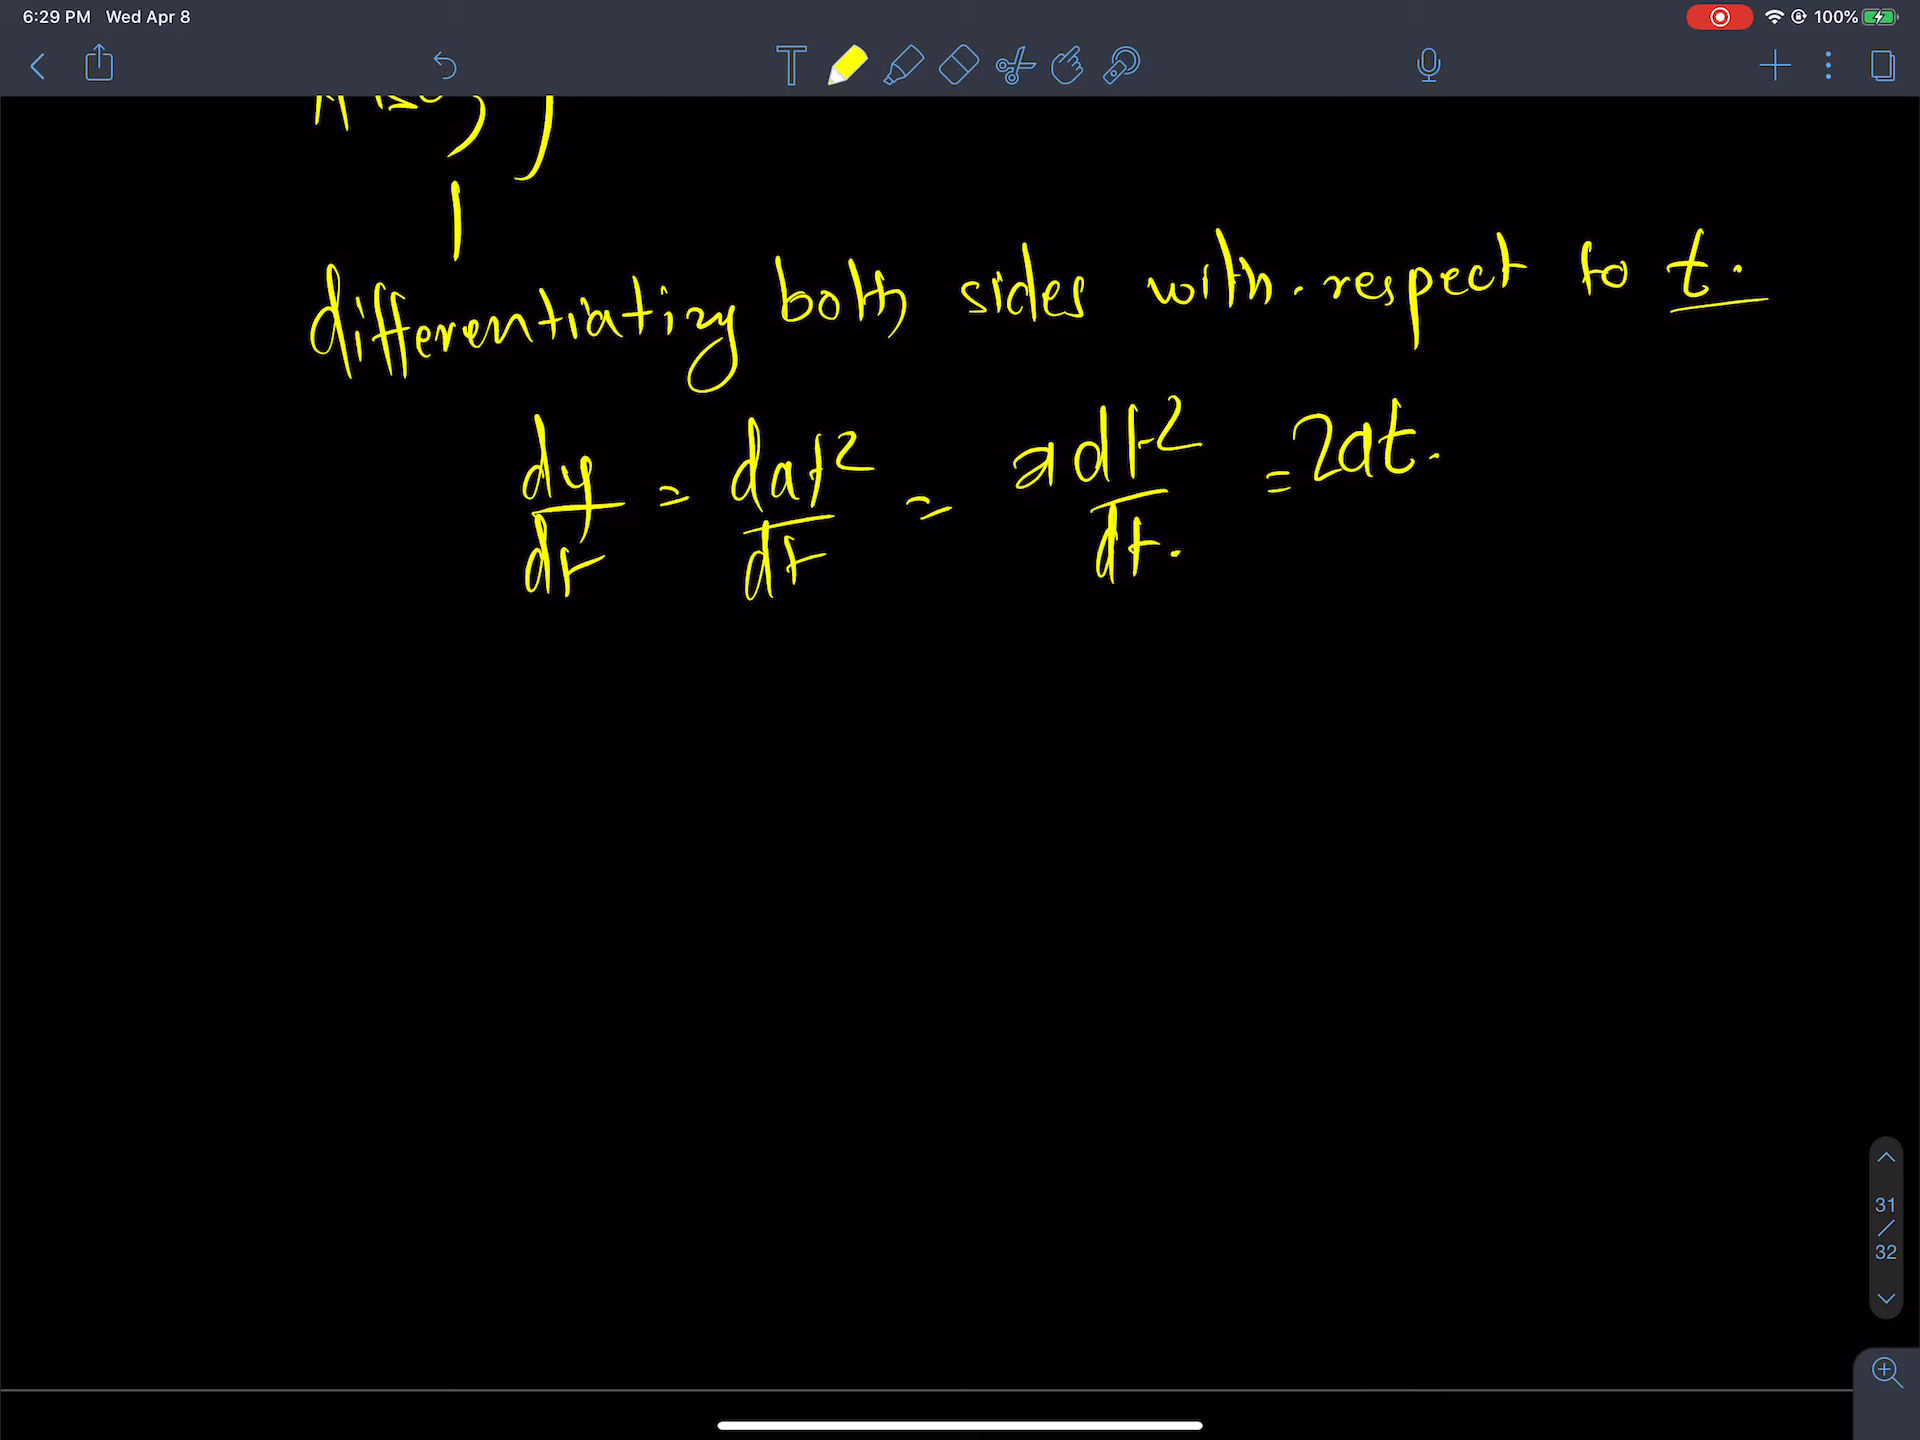 6:29 PM Wed Apr 8 100%
differentiating both sides with. respect to t.
dy/dt = dat²/dt = adt²/dt. = 2at.
31
/
32